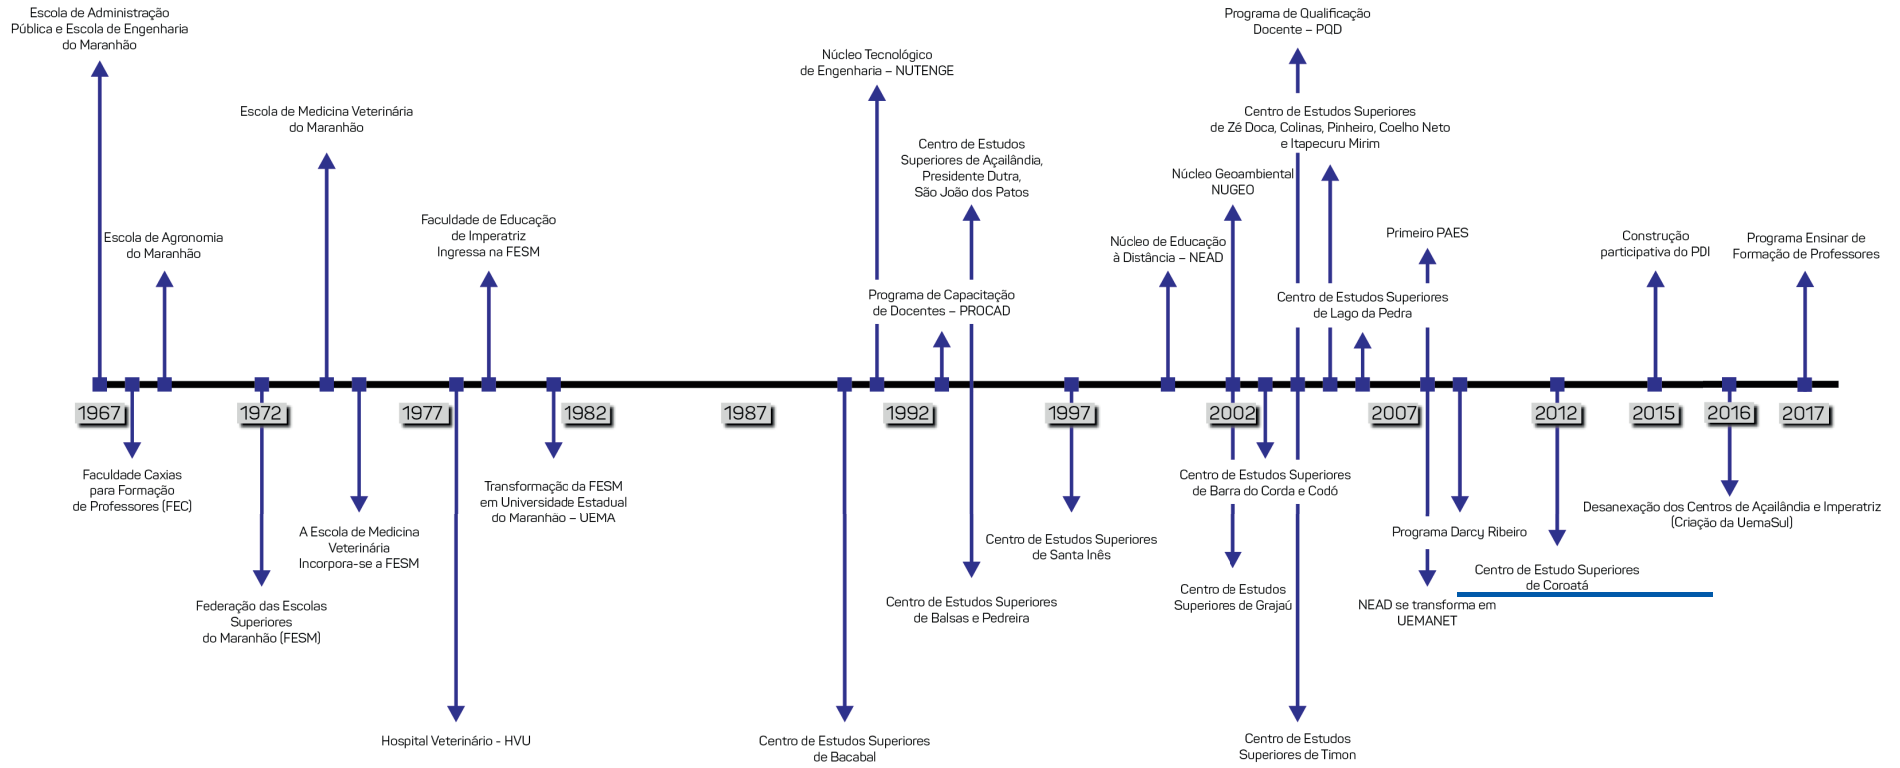 Escola de Administração
Pública e Escola de Engenharia
do Maranhão
Escola de Agronomia
do Maranhão
Escola de Medicina Veterinária
do Maranhão
Faculdade de Educação
de Imperatriz
Ingressa na FESM
Núcleo Tecnológico
de Engenharia – NUTENGE
Centro de Estudos
Superiores de Açailândia,
Presidente Dutra,
São João dos Patos
Programa de Capacitação
de Docentes – PROCAD
Núcleo de Educação
à Distância – NEAD
Núcleo Geoambiental
NUGEO
Programa de Qualificação
Docente – PQD
Centro de Estudos Superiores
de Zé Doca, Colinas, Pinheiro, Coelho Neto
e Itapecuru Mirim
Centro de Estudos Superiores
de Lago da Pedra
Primeiro PAES
Construção
participativa do PDI
Programa Ensinar de
Formação de Professores
1967
1972
1977
1982
1987
1992
1997
2002
2007
2012
2015
2016
2017
Faculdade Caxias
para Formação
de Professores (FEC)
Federação das Escolas
Superiores
do Maranhão (FESM)
A Escola de Medicina
Veterinária
Incorpora-se a FESM
Hospital Veterinário - HVU
Transformação da FESM
em Universidade Estadual
do Maranhão – UEMA
Centro de Estudos Superiores
de Bacabal
Centro de Estudos Superiores
de Balsas e Pedreira
Centro de Estudos Superiores
de Santa Inês
Centro de Estudos Superiores
de Barra do Corda e Codó
Centro de Estudos
Superiores de Grajaú
Centro de Estudos
Superiores de Timon
Programa Darcy Ribeiro
NEAD se transforma em
UEMANET
Centro de Estudo Superiores
de Coroatá
Desanexação dos Centros de Açailândia e Imperatriz
(Criação da UemaSul)